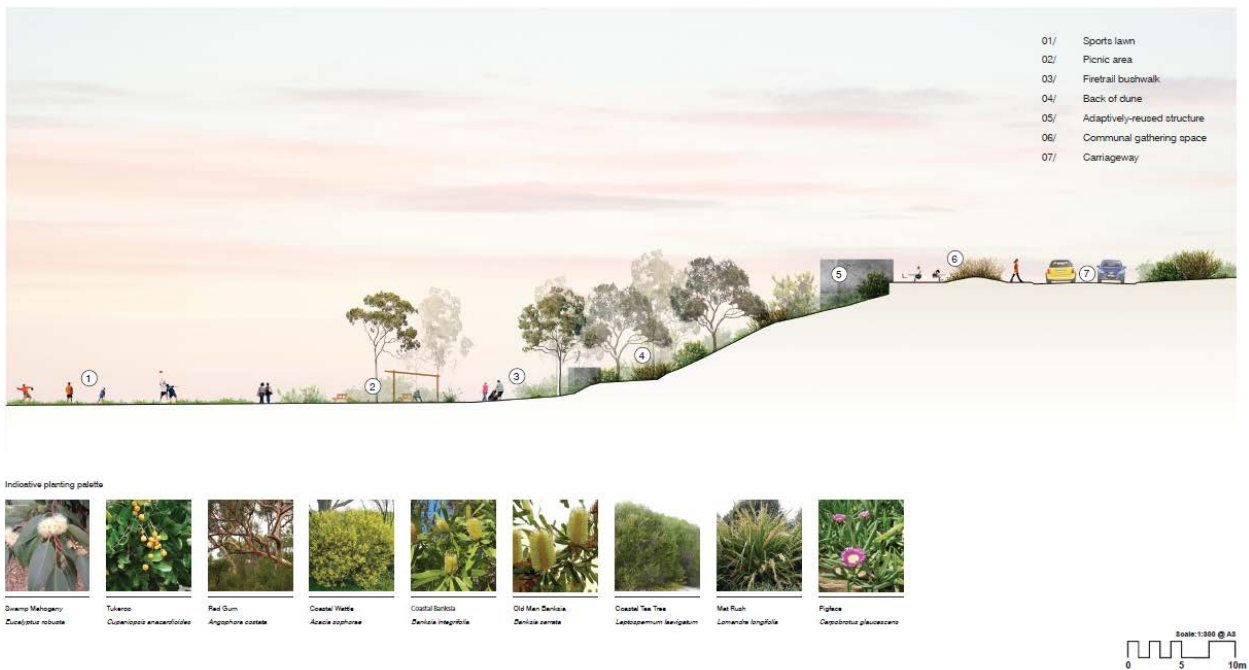 01/ Sports lawn
02/ Picnic area
03/ Firetrail bushwalk
04/ Back of dune
05/ Adaptively-reused structure
06/ Communal gathering space
07/ Carriageway
5
6
7
4
1
2
3
Indicative planting palette
Swamp Mahogany
Eucalyptus robusta
Tukeroo
Cupaniopsis anacardioides
Red Gum
Angophora costata
Coastal Wattle
Acacia sophorae
Coastal Banksia
Banksia integrifolia
Old Man Banksia
Banksia serrata
Coastal Tea Tree
Leptospermum laevigatum
Mat Rush
Lomandra longifolia
Pigface
Carpobrotus glaucescens
Scale:1:300 @ A3
0 5 10m